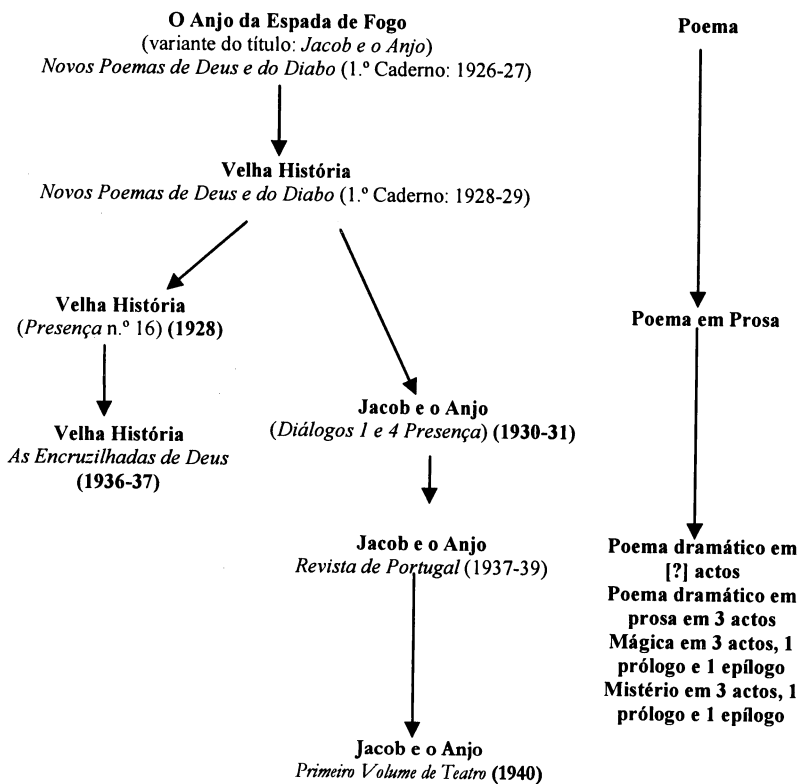 O Anjo da Espada de Fogo
(variante do título: Jacob e o Anjo)
Novos Poemas de Deus e do Diabo (1.º Caderno: 1926-27)
Poema
Velha História
Novos Poemas de Deus e do Diabo (1.º Caderno: 1928-29)
Velha História
(Presença n.º 16) (1928)
Poema em Prosa
Velha História
As Encruzilhadas de Deus
(1936-37)
Jacob e o Anjo
(Diálogos 1 e 4 Presença) (1930-31)
Jacob e o Anjo
Revista de Portugal (1937-39)
Poema dramático em
[?] actos
Poema dramático em
prosa em 3 actos
Mágica em 3 actos, 1
prólogo e 1 epílogo
Mistério em 3 actos, 1
prólogo e 1 epílogo
Jacob e o Anjo
Primeiro Volume de Teatro (1940)